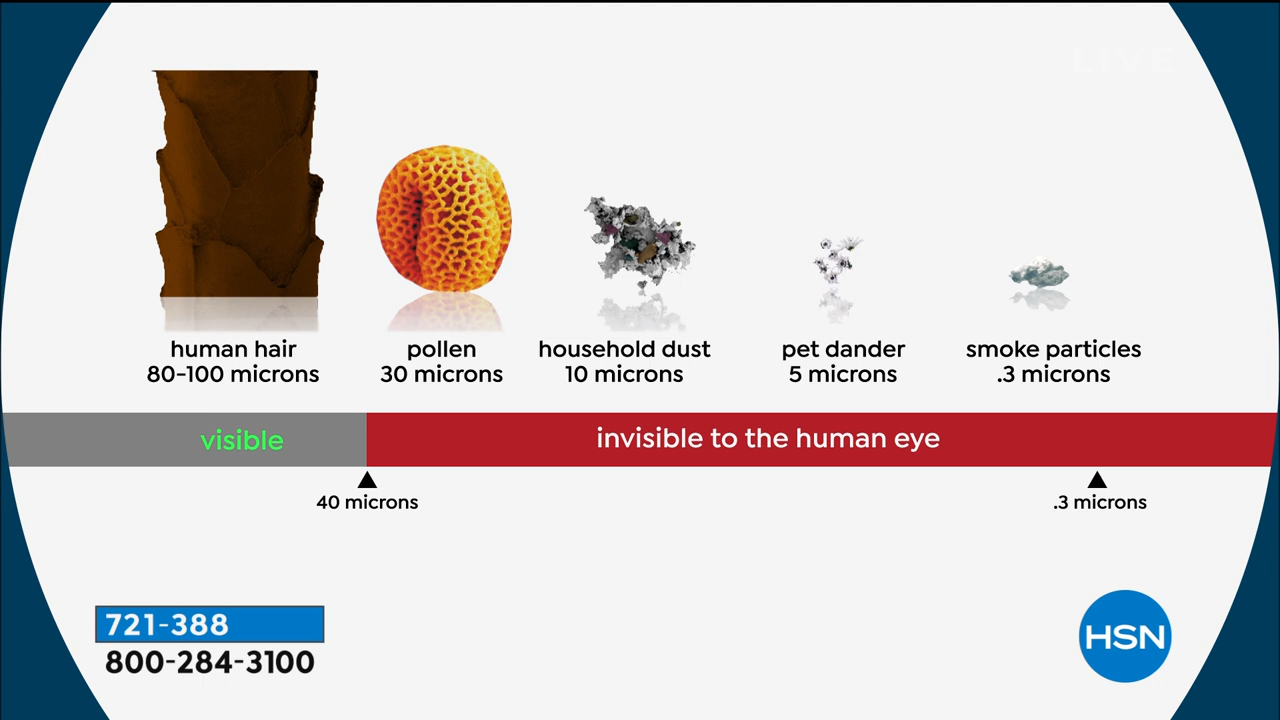 LIVE
human hair
80-100 microns
pollen
30 microns
household dust
10 microns
pet dander
5 microns
smoke particles
.3 microns
visible
invisible to the human eye
40 microns
.3 microns
721-388
800-284-3100
HSN